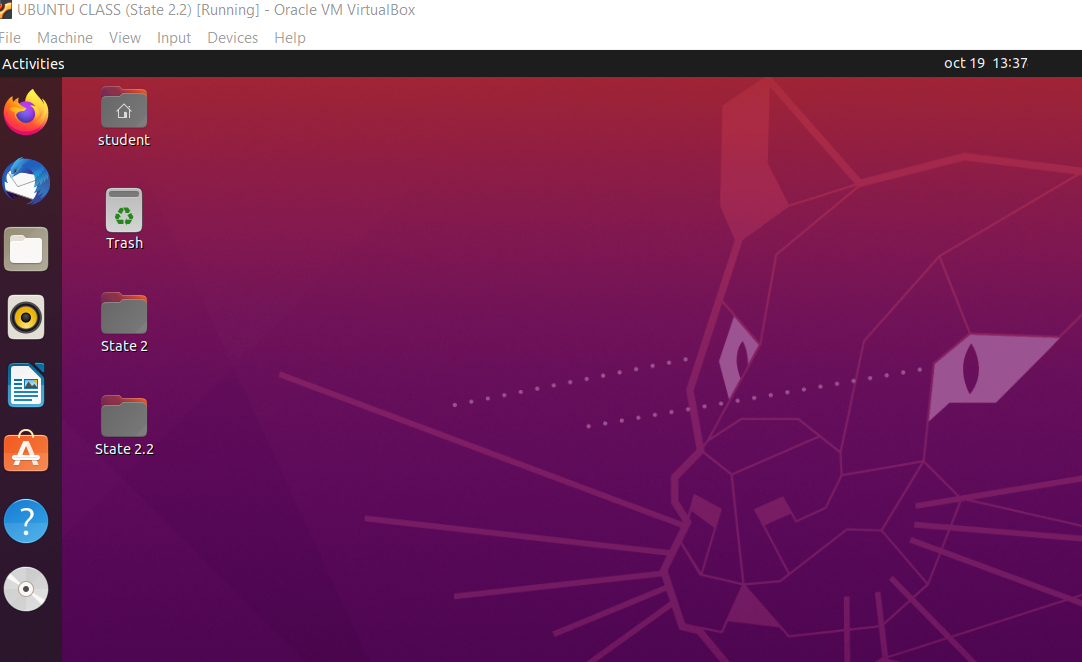 UBUNTU CLASS (State 2.2) [Running] - Oracle VM VirtualBox
File Machine View Input Devices Help
Activities
oct 19 13:37
student
Trash
State 2
State 2.2